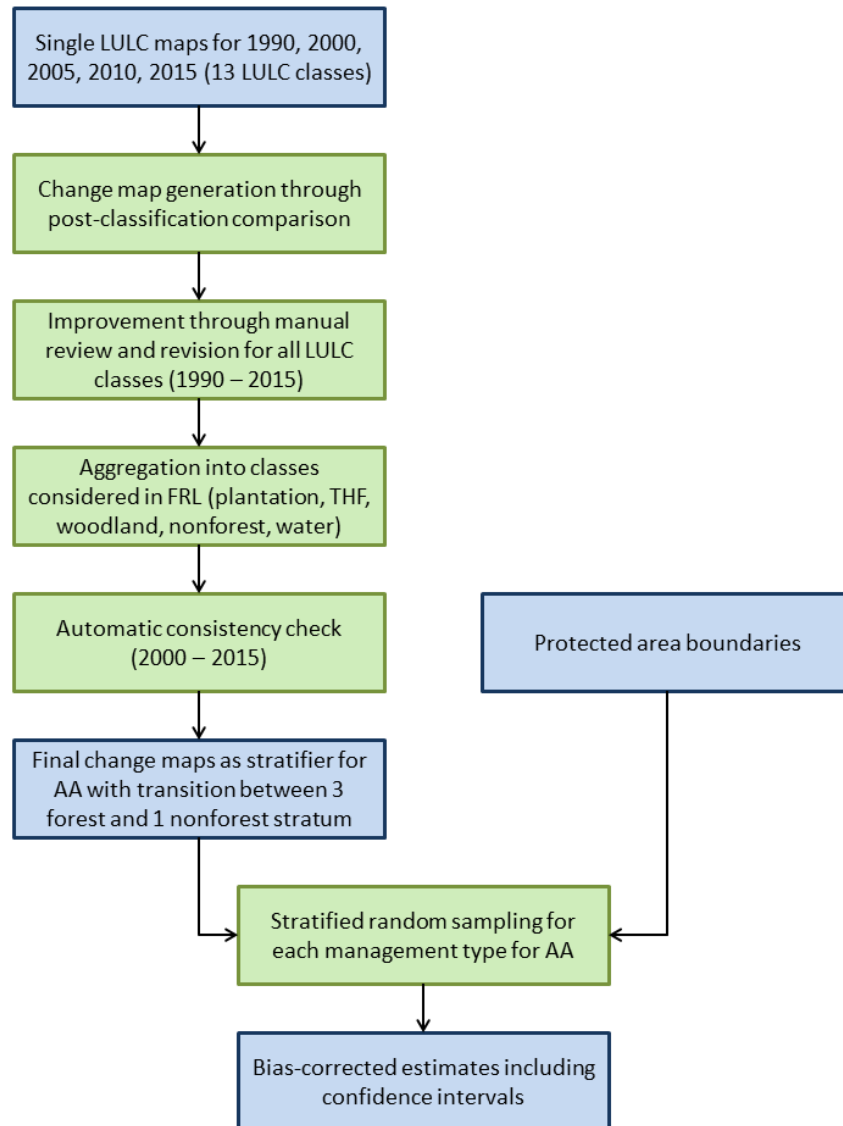 Single LULC maps for 1990, 2000,
2005, 2010, 2015 (13 LULC classes)
Change map generation through
post-classification comparison
Improvement through manual
review and revision for all LULC
classes (1990 – 2015)
Aggregation into classes
considered in FRL (plantation, THF,
woodland, nonforest, water)
Automatic consistency check
(2000 – 2015)
Protected area boundaries
Final change maps as stratifier for
AA with transition between 3
forest and 1 nonforest stratum
Stratified random sampling for
each management type for AA
Bias-corrected estimates including
confidence intervals